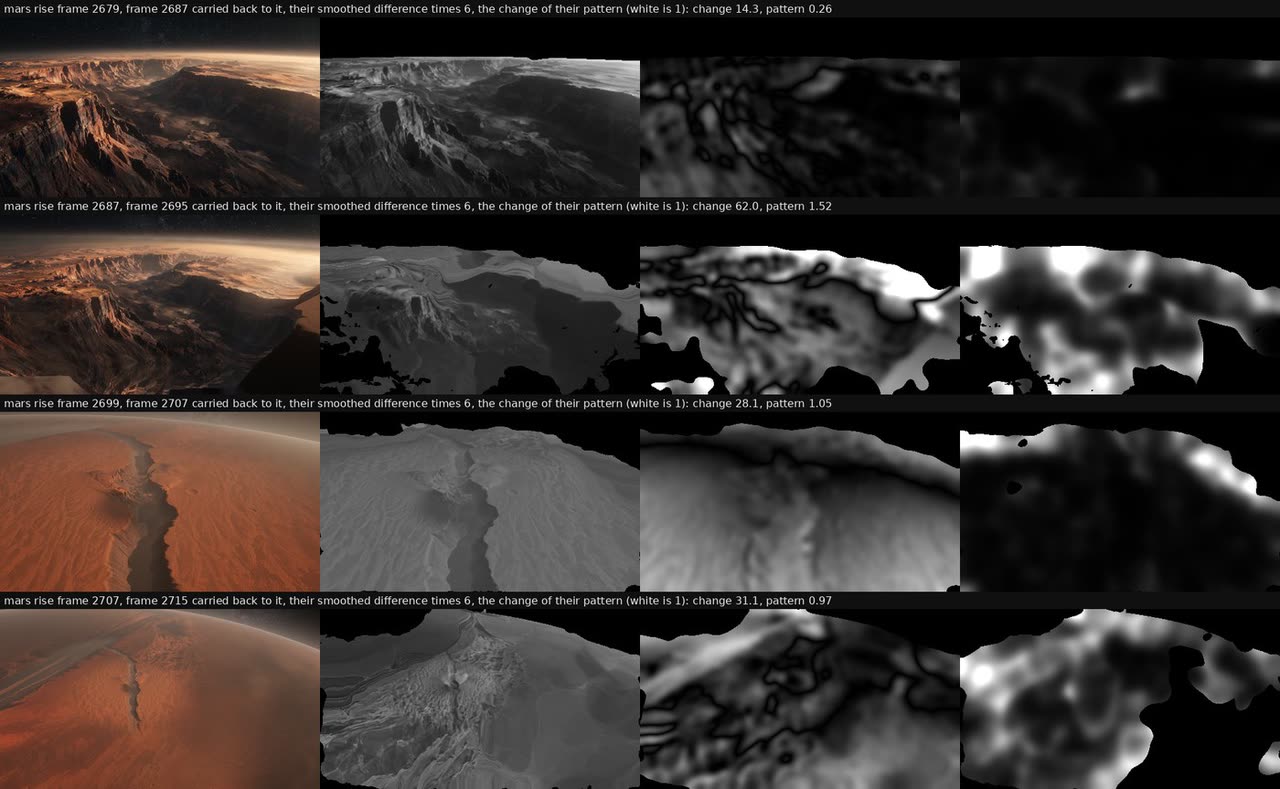 mars rise frame 2679, frame 2687 carried back to it, their smoothed difference times 6, the change of their pattern (white is 1): change 14.3, pattern 0.26
mars rise frame 2687, frame 2695 carried back to it, their smoothed difference times 6, the change of their pattern (white is 1): change 62.0, pattern 1.52
mars rise frame 2699, frame 2707 carried back to it, their smoothed difference times 6, the change of their pattern (white is 1): change 28.1, pattern 1.05
mars rise frame 2707, frame 2715 carried back to it, their smoothed difference times 6, the change of their pattern (white is 1): change 31.1, pattern 0.97